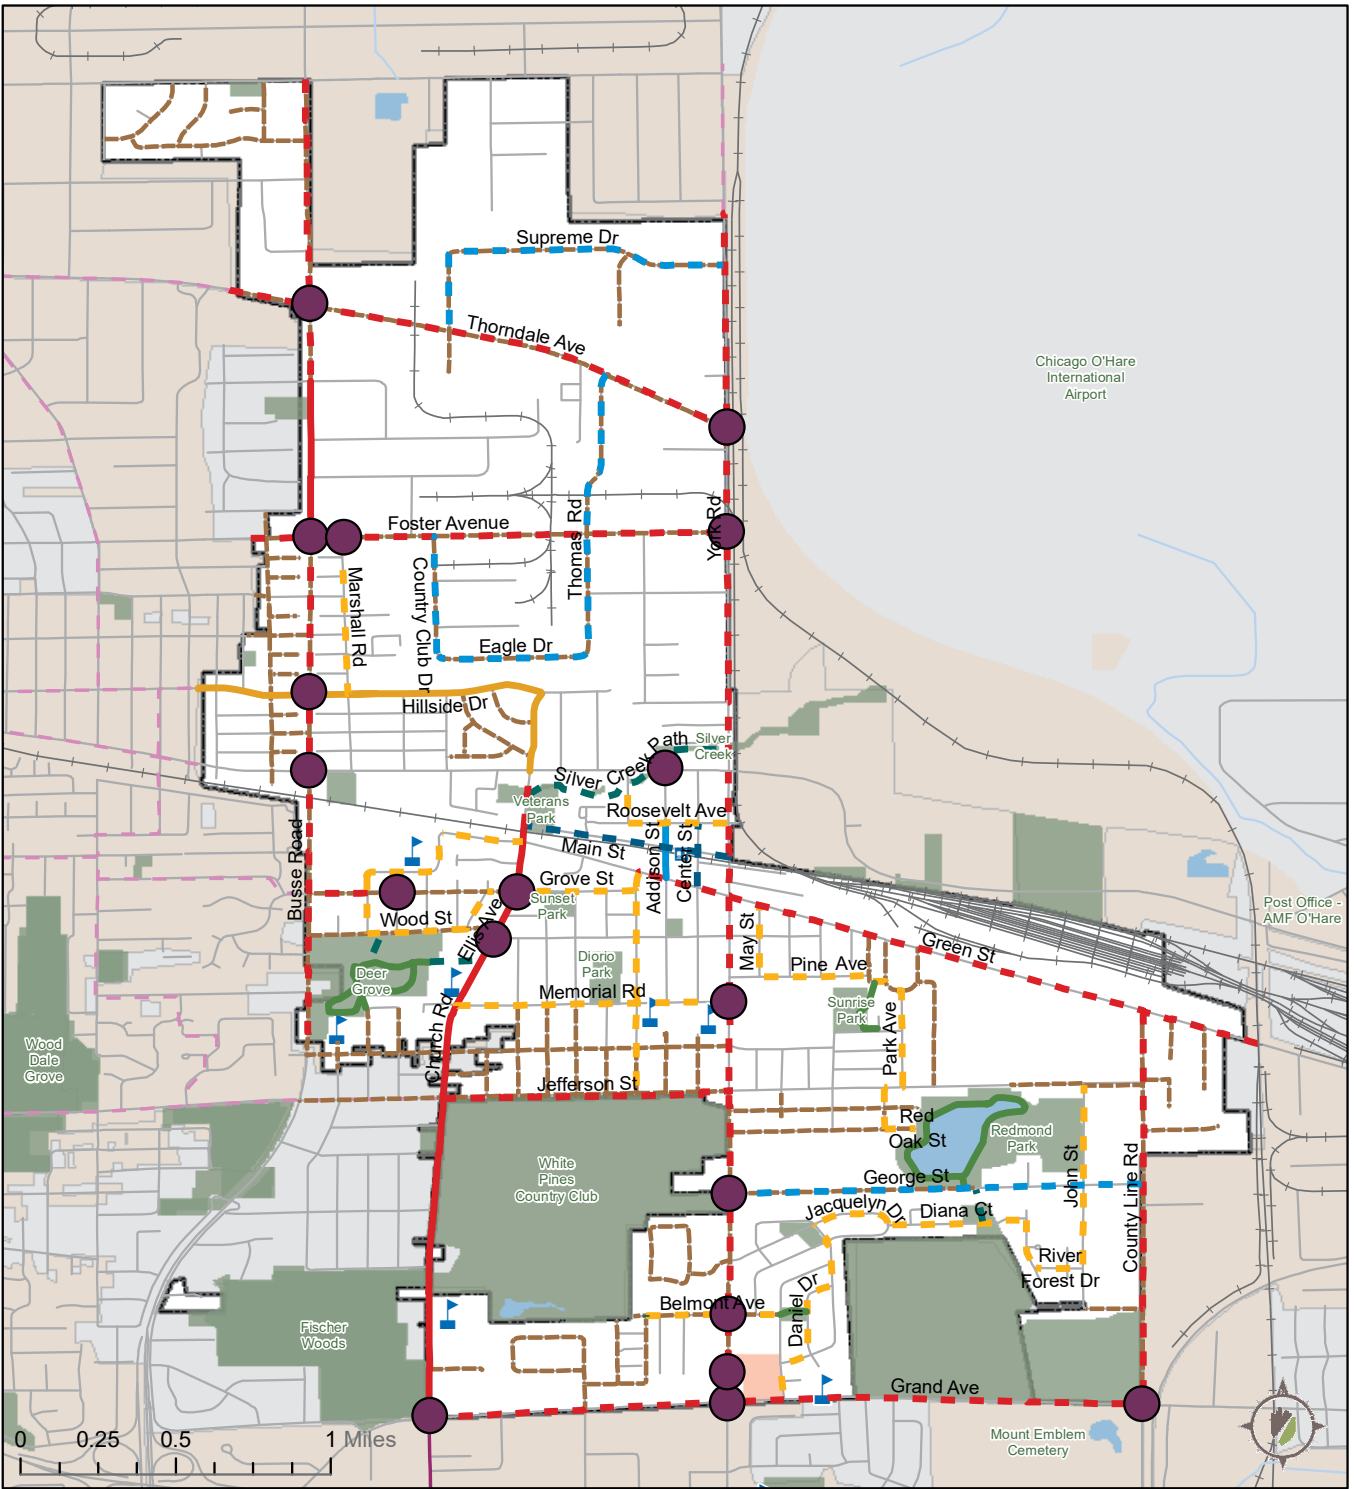 Supreme Dr
Thorndale Ave
Chicago O'Hare
International
Airport
Foster Avenue
Thomas Rd
York Rd
Marshall Rd
Country Club Dr
Eagle Dr
Hillside Dr
Silver Creek Path
Silver
Creek
Veterans
Park
Roosevelt Ave
Main St
Addison St
Center St
Busse Road
Grove St
Sunset
Park
Wood St
Ellis Ave
Post Office -
AMF O'Hare
May St
Green St
Pine Ave
Diorio
Park
Deer
Grove
Memorial Rd
Sunrise
Park
Park Ave
Church Rd
Wood
Dale
Grove
Jefferson St
Red
Oak St
Redmond
Park
White
Pines
Country Club
George St
John St
County Line Rd
Jacquelyn Dr
Diana Ct
River
Forest Dr
Belmont Ave
Daniel Dr
Fischer
Woods
Grand Ave
Mount Emblem
Cemetery
0 0.25 0.5 1 Miles